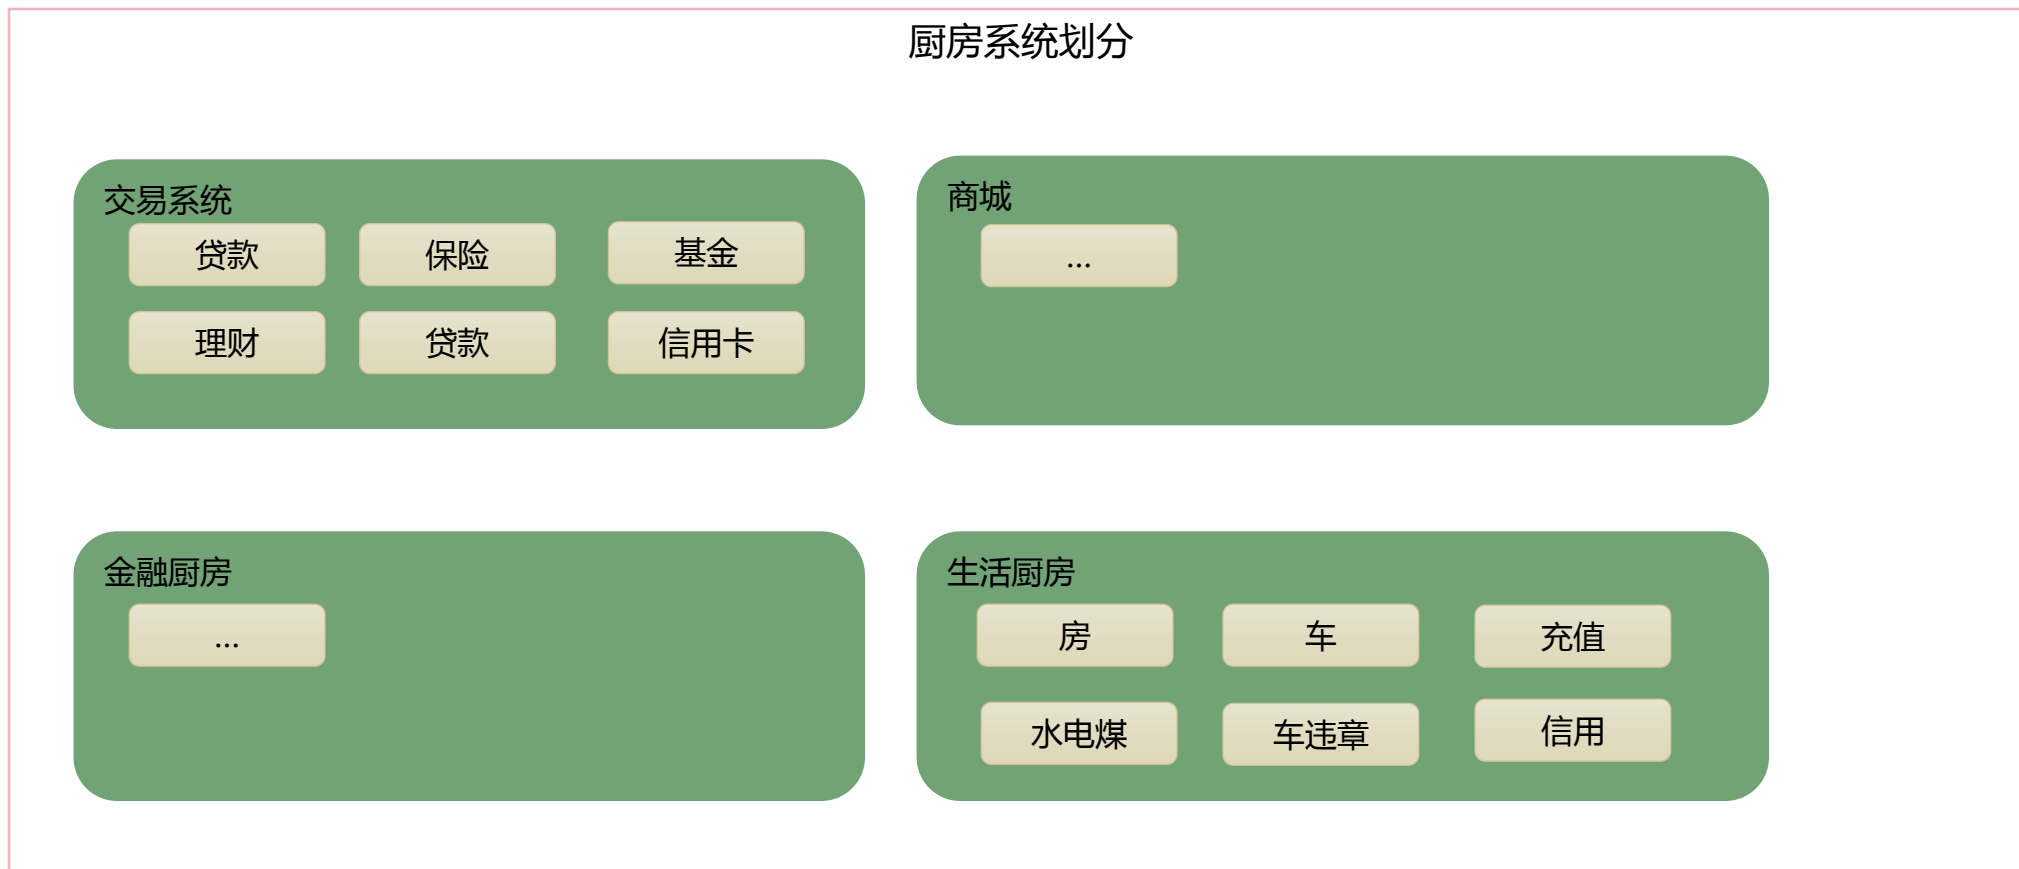 厨房系统划分
交易系统
贷款
保险
基金
理财
贷款
信用卡
商城
...
金融厨房
...
生活厨房
房
车
充值
水电煤
车违章
信用